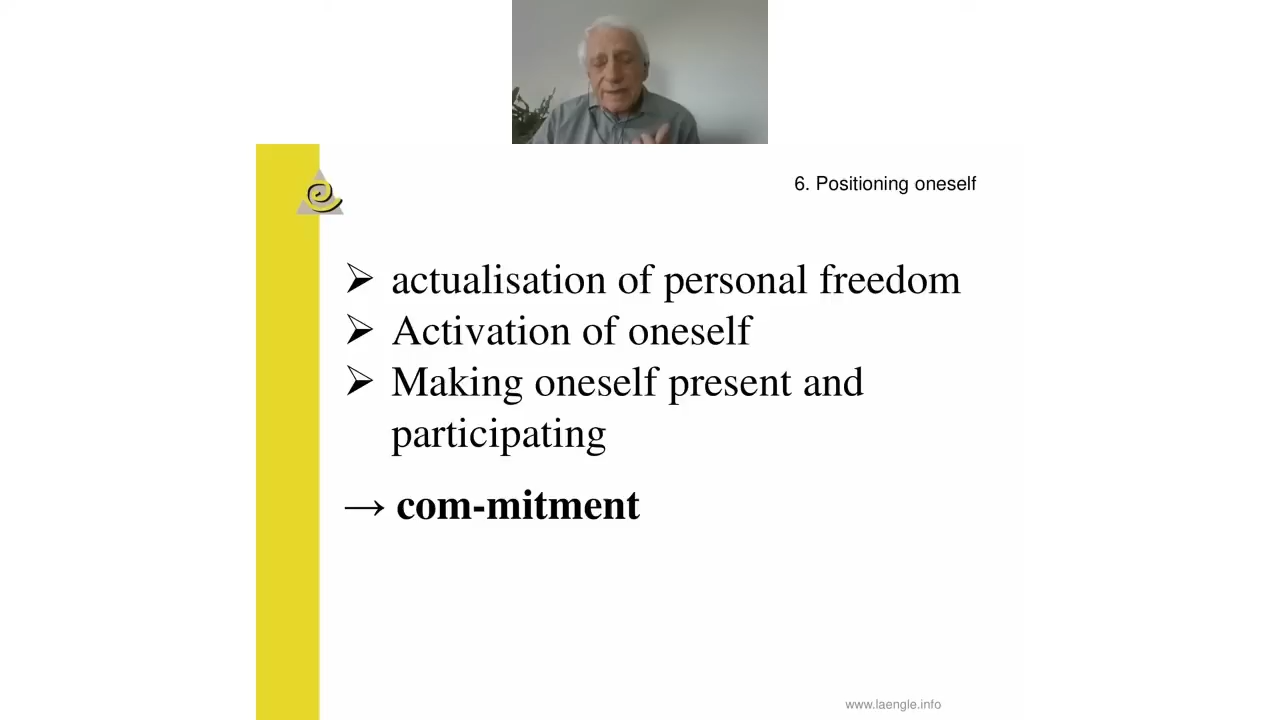 6. Positioning oneself
➢ actualisation of personal freedom
➢ Activation of oneself
➢ Making oneself present and
participating
→ com-mitment
www.laengle.info